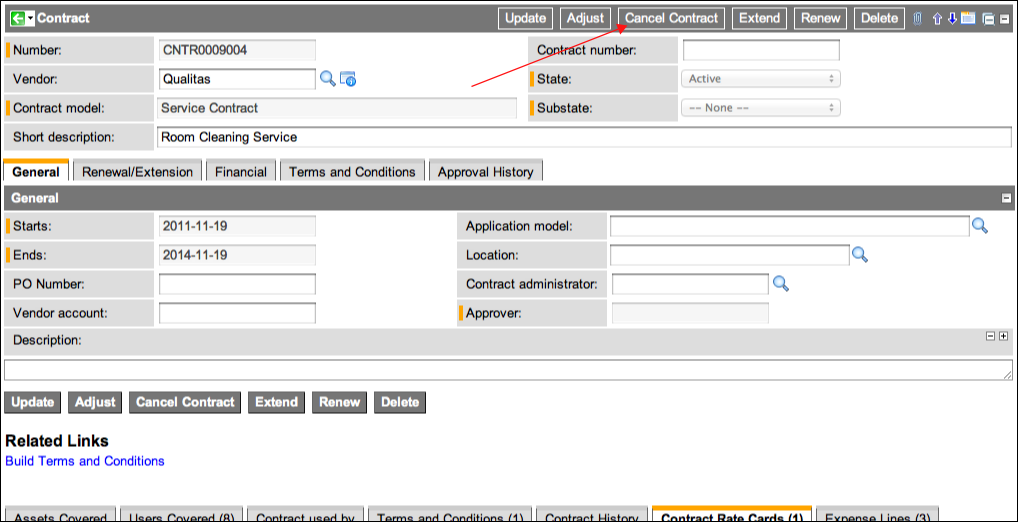 Contract Update Adjust Cancel Contract Extend Renew Delete
Number: CNTR0009004 Contract number:
Vendor: Qualitas State: Active
Contract model: Service Contract Substate: -- None --
Short description: Room Cleaning Service
General Renewal/Extension Financial Terms and Conditions Approval History
General
Starts: 2011-11-19 Application model:
Ends: 2014-11-19 Location:
PO Number: Contract administrator:
Vendor account: Approver:
Description:
Update Adjust Cancel Contract Extend Renew Delete
Related Links
Build Terms and Conditions
Assets Covered Users Covered (8) Contract used by Terms and Conditions (1) Contract History Contract Rate Cards (1) Expense Lines (3)